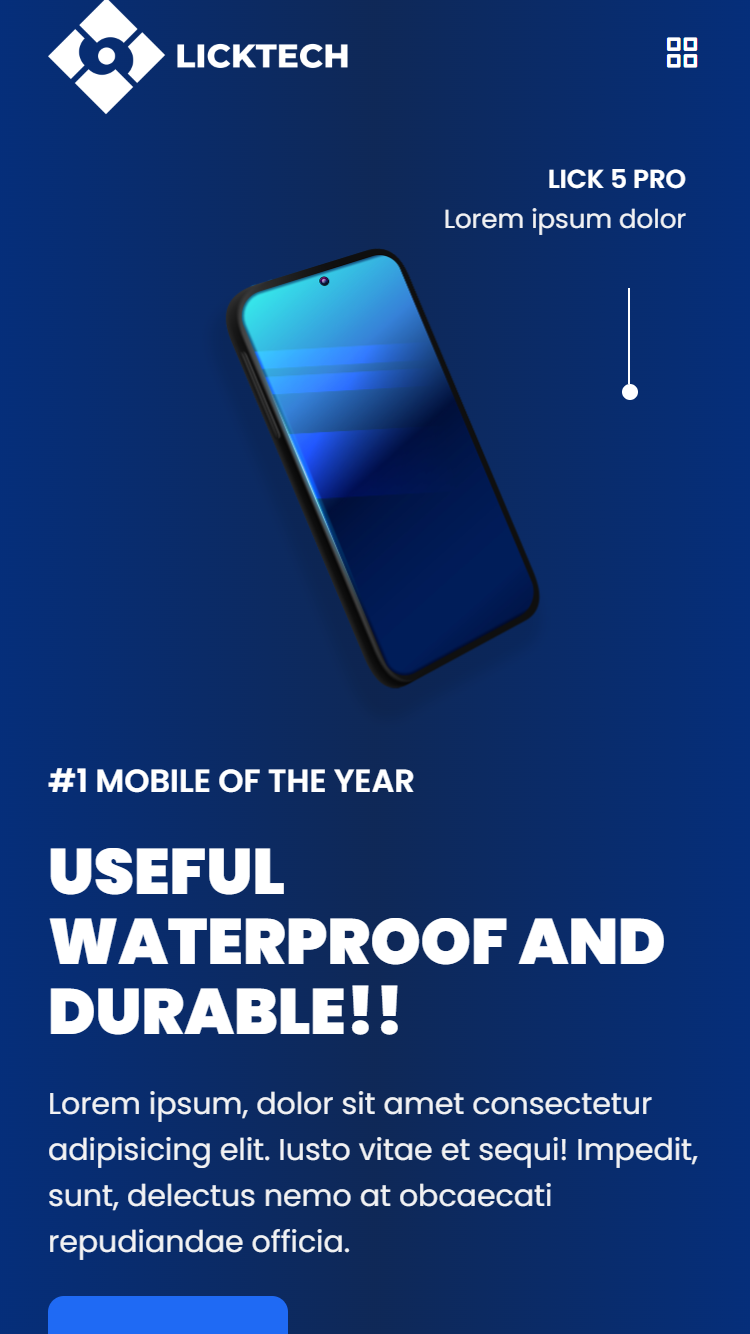 LICKTECH
LICK 5 PRO
Lorem ipsum dolor
#1 MOBILE OF THE YEAR
USEFUL
WATERPROOF AND
DURABLE!!
Lorem ipsum, dolor sit amet consectetur
adipisicing elit. Iusto vitae et sequi! Impedit,
sunt, delectus nemo at obcaecati
repudiandae officia.